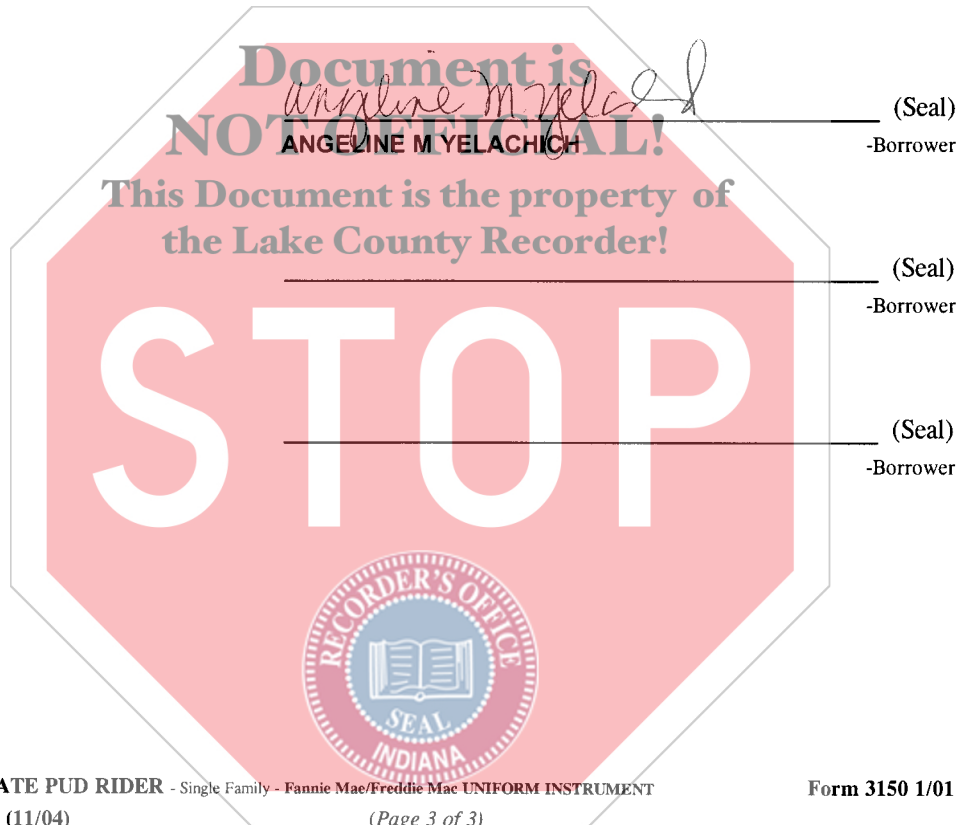 Document is
Angeline M Yelachich
(Seal)
NOT OFFICIAL!
ANGELINE M YELACHICH
-Borrower
This Document is the property of
the Lake County Recorder!
(Seal)
-Borrower
STOP
(Seal)
-Borrower
RECORDER'S OFFICE
SEAL
INDIANA
ATE PUD RIDER - Single Family - Fannie Mae/Freddie Mac UNIFORM INSTRUMENT
Form 3150 1/01
(11/04)
(Page 3 of 3)